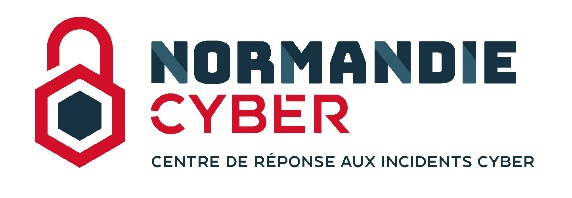 NORMANDIE
CYBER
CENTRE DE RÉPONSE AUX INCIDENTS CYBER